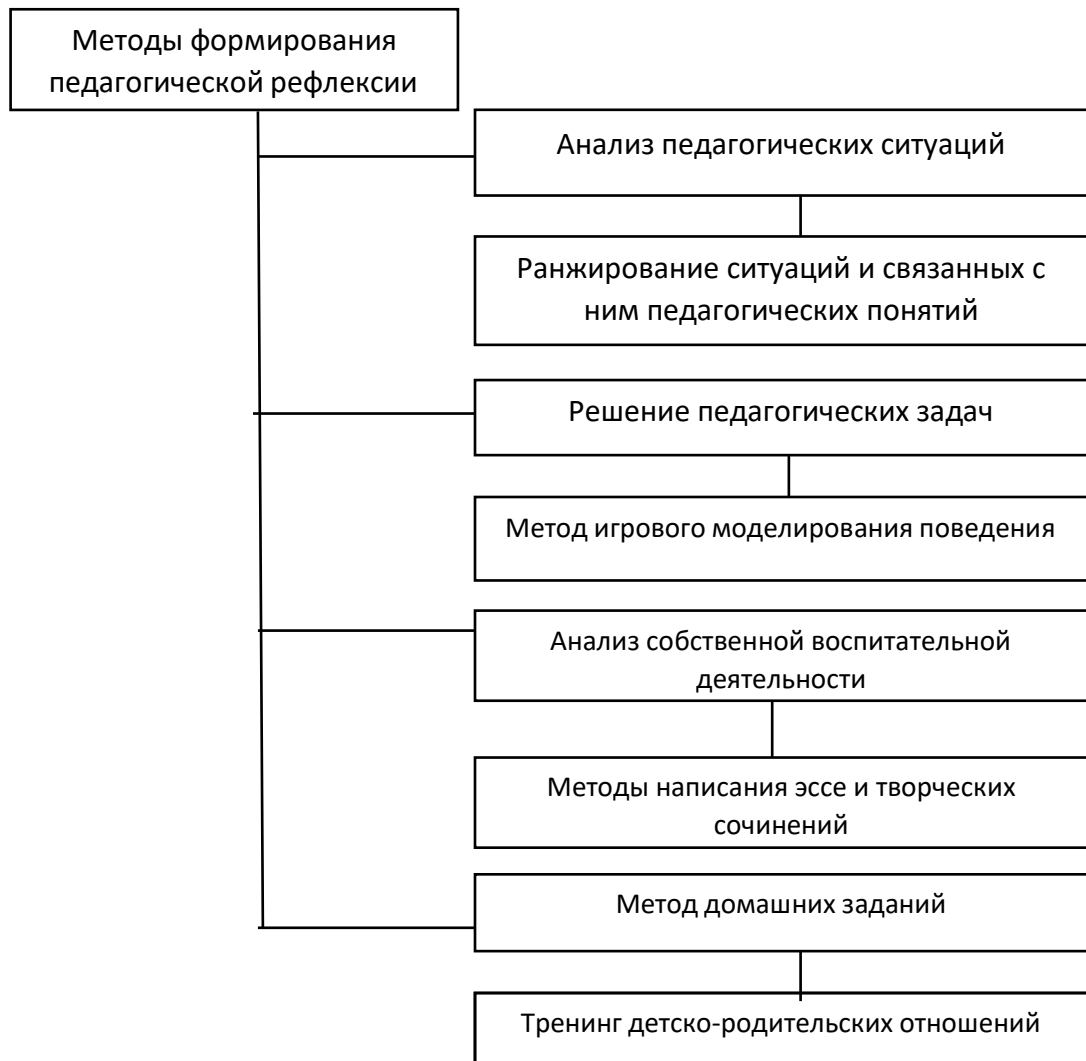 Методы формирования
педагогической рефлексии
Анализ педагогических ситуаций
Ранжирование ситуаций и связанных с
ним педагогических понятий
Решение педагогических задач
Метод игрового моделирования поведения
Анализ собственной воспитательной
деятельности
Методы написания эссе и творческих
сочинений
Метод домашних заданий
Тренинг детско-родительских отношений